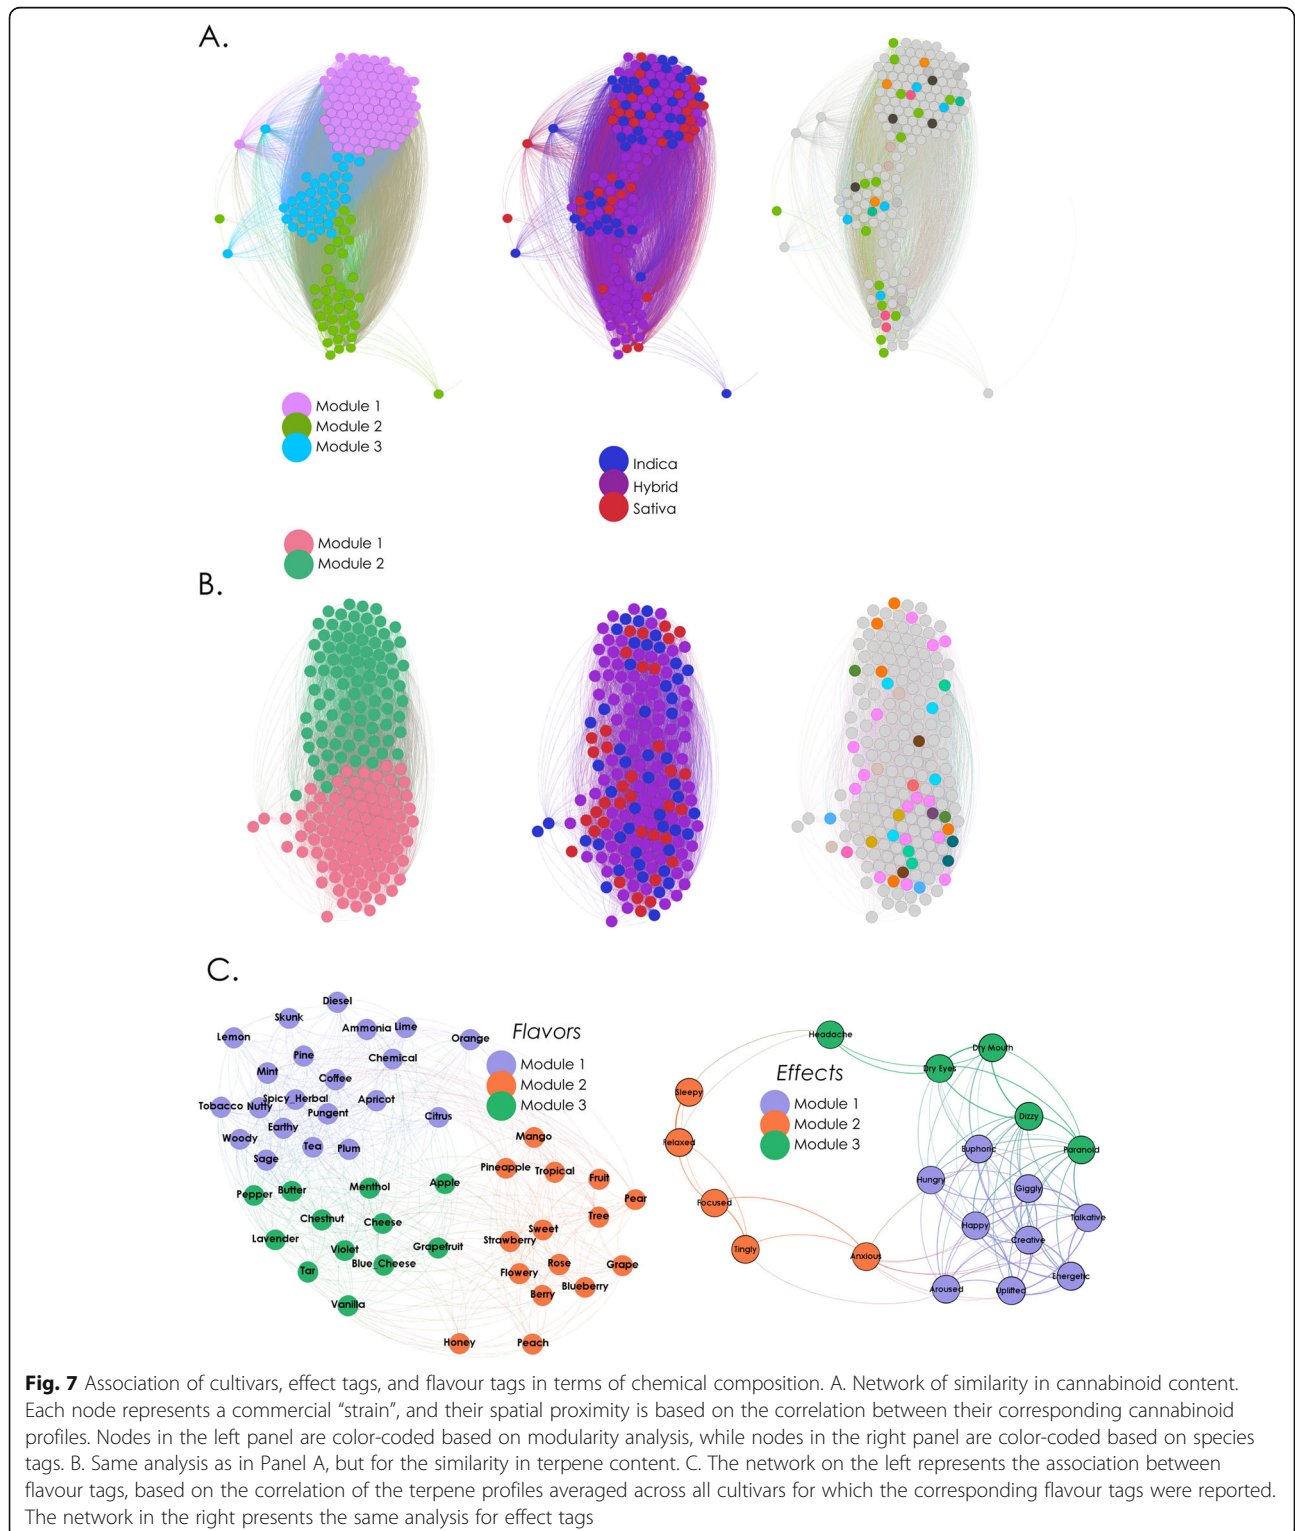 A.
Module 1
Module 2
Module 3
Indica
Hybrid
Sativa
Module 1
Module 2
B.
C.
Flavors
Module 1
Module 2
Module 3
Diesel
Skunk
Lemon
Ammonia
Lime
Orange
Pine
Chemical
Mint
Coffee
Spicy_Herbal
Apricot
Tobacco
Nutty
Pungent
Citrus
Earthy
Woody
Tea
Plum
Sage
Mango
Pineapple
Tropical
Fruit
Pear
Pepper
Butter
Menthol
Apple
Chestnut
Cheese
Tree
Sweet
Strawberry
Lavender
Violet
Grapefruit
Blue_Cheese
Rose
Grape
Tar
Flowery
Blueberry
Berry
Vanilla
Honey
Peach
Effects
Module 1
Module 2
Module 3
Headache
Dry Mouth
Dry Eyes
Sleepy
Dizzy
Relaxed
Euphoric
Paranoid
Hungry
Giggly
Focused
Talkative
Happy
Creative
Tingly
Anxious
Energetic
Aroused
Uplifted
Fig. 7 Association of cultivars, effect tags, and flavour tags in terms of chemical composition. A. Network of similarity in cannabinoid content.
Each node represents a commercial “strain”, and their spatial proximity is based on the correlation between their corresponding cannabinoid
profiles. Nodes in the left panel are color-coded based on modularity analysis, while nodes in the right panel are color-coded based on species
tags. B. Same analysis as in Panel A, but for the similarity in terpene content. C. The network on the left represents the association between
flavour tags, based on the correlation of the terpene profiles averaged across all cultivars for which the corresponding flavour tags were reported.
The network in the right presents the same analysis for effect tags